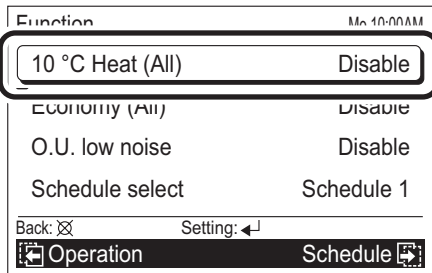 Function Mo 10:00AM
10 °C Heat (All) Disable
Economy (All) Disable
O.U. low noise Disable
Schedule select Schedule 1
Back: Setting:
Operation Schedule